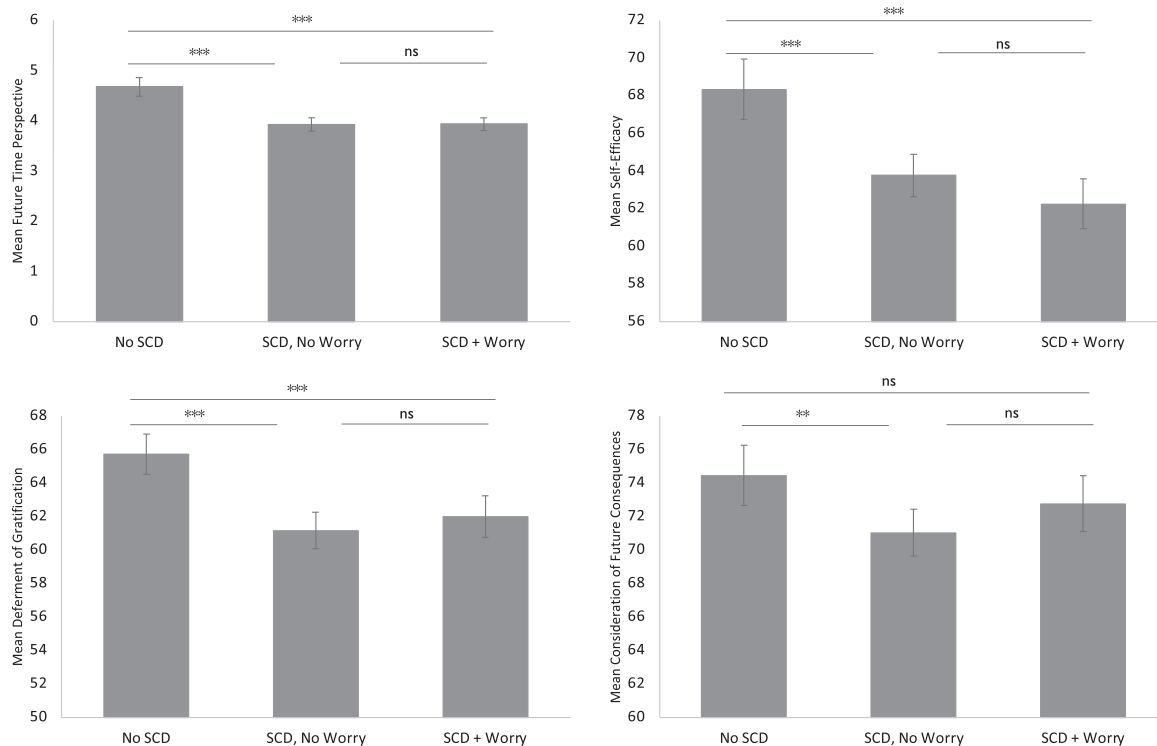 ***
***
ns
Mean Future Time Perspective
6
5
4
3
2
1
0
No SCD
SCD, No Worry
SCD + Worry
***
***
ns
Mean Self-Efficacy
72
70
68
66
64
62
60
58
56
No SCD
SCD, No Worry
SCD + Worry
***
***
ns
Mean Deferment of Gratification
68
66
64
62
60
58
56
54
52
50
No SCD
SCD, No Worry
SCD + Worry
ns
**
ns
Mean Consideration of Future Consequences
78
76
74
72
70
68
66
64
62
60
No SCD
SCD, No Worry
SCD + Worry